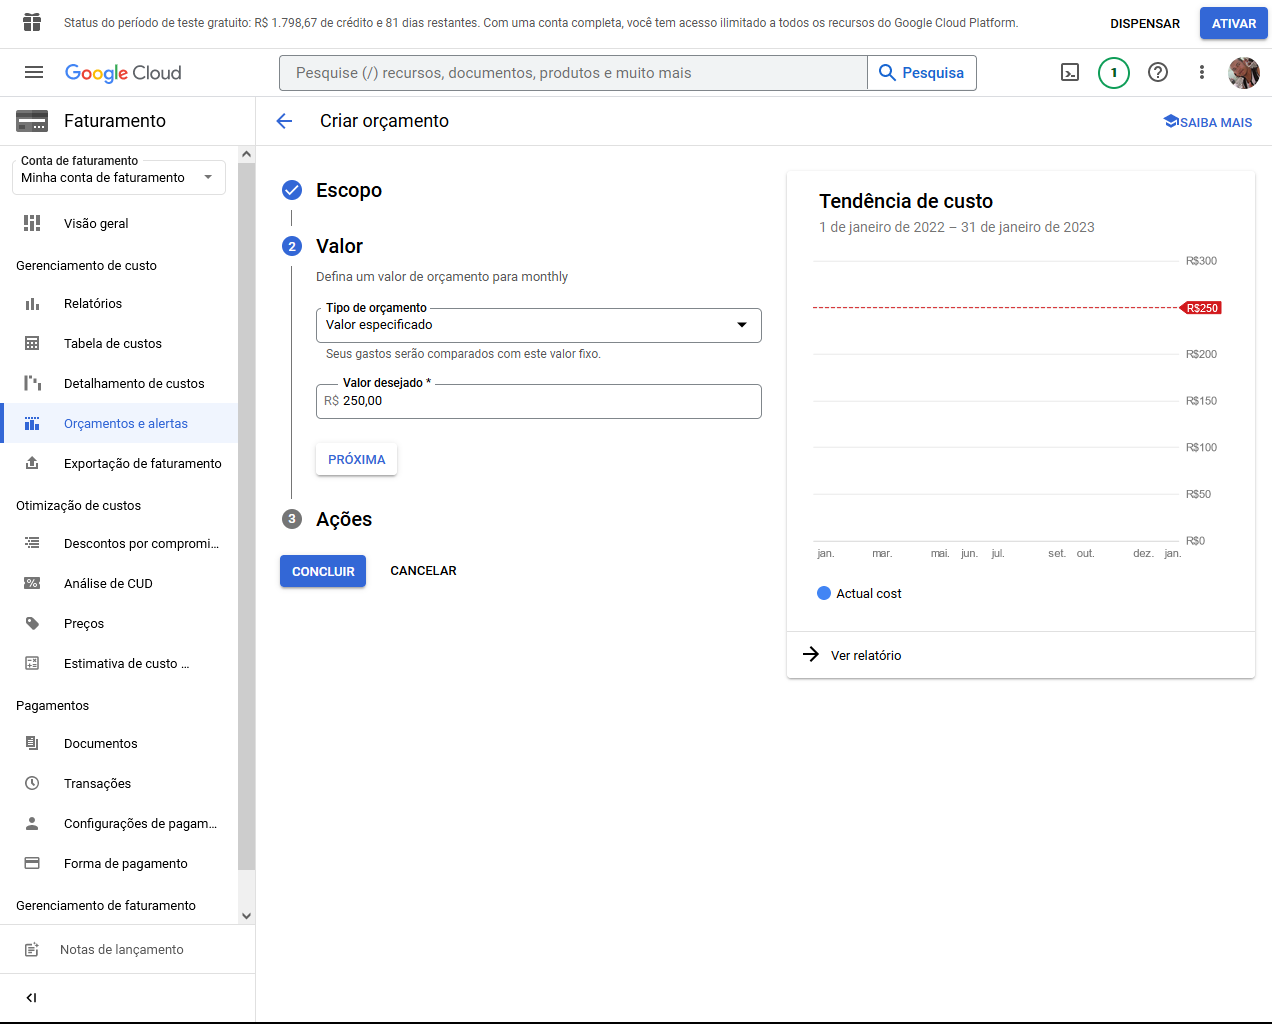 Status do período de teste gratuito: R$ 1.798,67 de crédito e 81 dias restantes. Com uma conta completa, você tem acesso ilimitado a todos os recursos do Google Cloud Platform.
DISPENSAR
ATIVAR
Google Cloud
Pesquise (/) recursos, documentos, produtos e muito mais
Pesquisa
1
Faturamento
Criar orçamento
SAIBA MAIS
Conta de faturamento
Minha conta de faturamento
Visão geral
Gerenciamento de custo
Relatórios
Tabela de custos
Detalhamento de custos
Orçamentos e alertas
Exportação de faturamento
Otimização de custos
Descontos por compromi...
Análise de CUD
Preços
Estimativa de custo ...
Pagamentos
Documentos
Transações
Configurações de pagam...
Forma de pagamento
Gerenciamento de faturamento
Notas de lançamento
Escopo
2 Valor
Defina um valor de orçamento para monthly
Tipo de orçamento
Valor especificado
Seus gastos serão comparados com este valor fixo.
Valor desejado *
R$ 250,00
PRÓXIMA
3 Ações
CONCLUIR
CANCELAR
Tendência de custo
1 de janeiro de 2022 – 31 de janeiro de 2023
R$300
R$250
R$200
R$150
R$100
R$50
R$0
jan. mar. mai. jun. jul. set. out. dez. jan.
Actual cost
Ver relatório